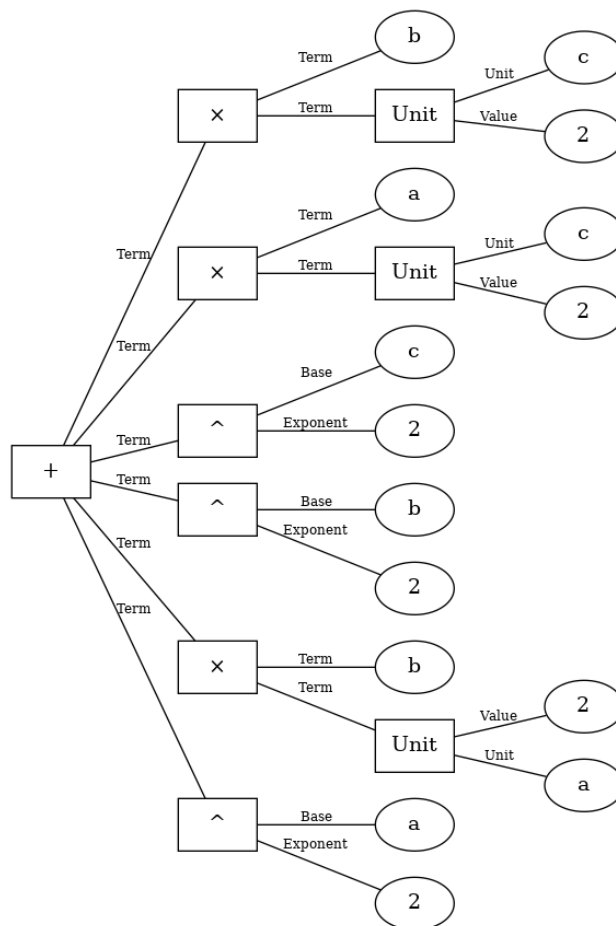 b
Term
c
Unit
× Term Unit
Value
2
a
Term
Term
c
Unit
× Term Unit
Value
2
Term
c
Base
^ Exponent 2
Term
+
Term
^ Base b
Exponent
Term
2
Term
× Term b
Term
2
Value
Unit
Unit
a
^ Base a
Exponent
2